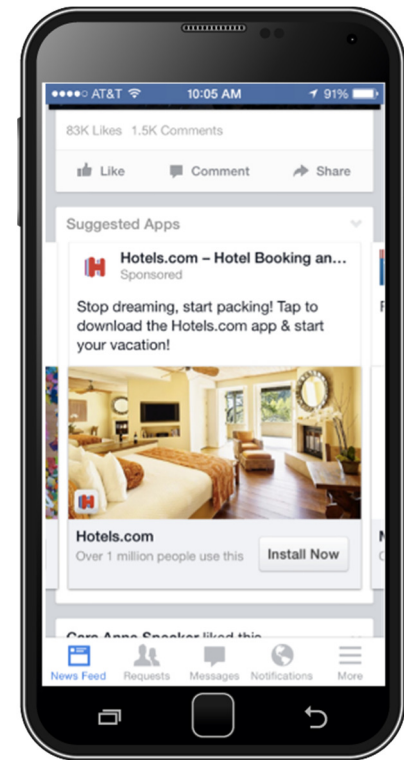 AT&T 10:05 AM 91%
83K Likes 1.5K Comments
Like Comment Share
Suggested Apps
Hotels.com – Hotel Booking an...
Sponsored
Stop dreaming, start packing! Tap to
download the Hotels.com app & start
your vacation!
Hotels.com
Over 1 million people use this Install Now
liked this
News Feed Requests Messages Notifications More